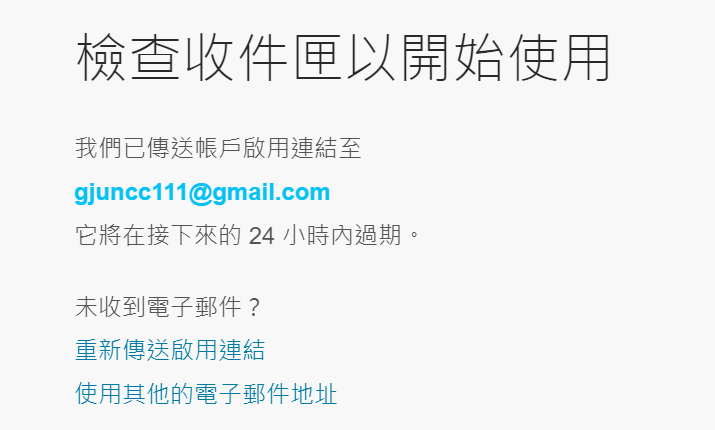 檢查收件匣以開始使用
我們已傳送帳戶啟用連結至
gjuncc111@gmail.com
它將在接下來的 24 小時內過期。
未收到電子郵件？
重新傳送啟用連結
使用其他的電子郵件地址